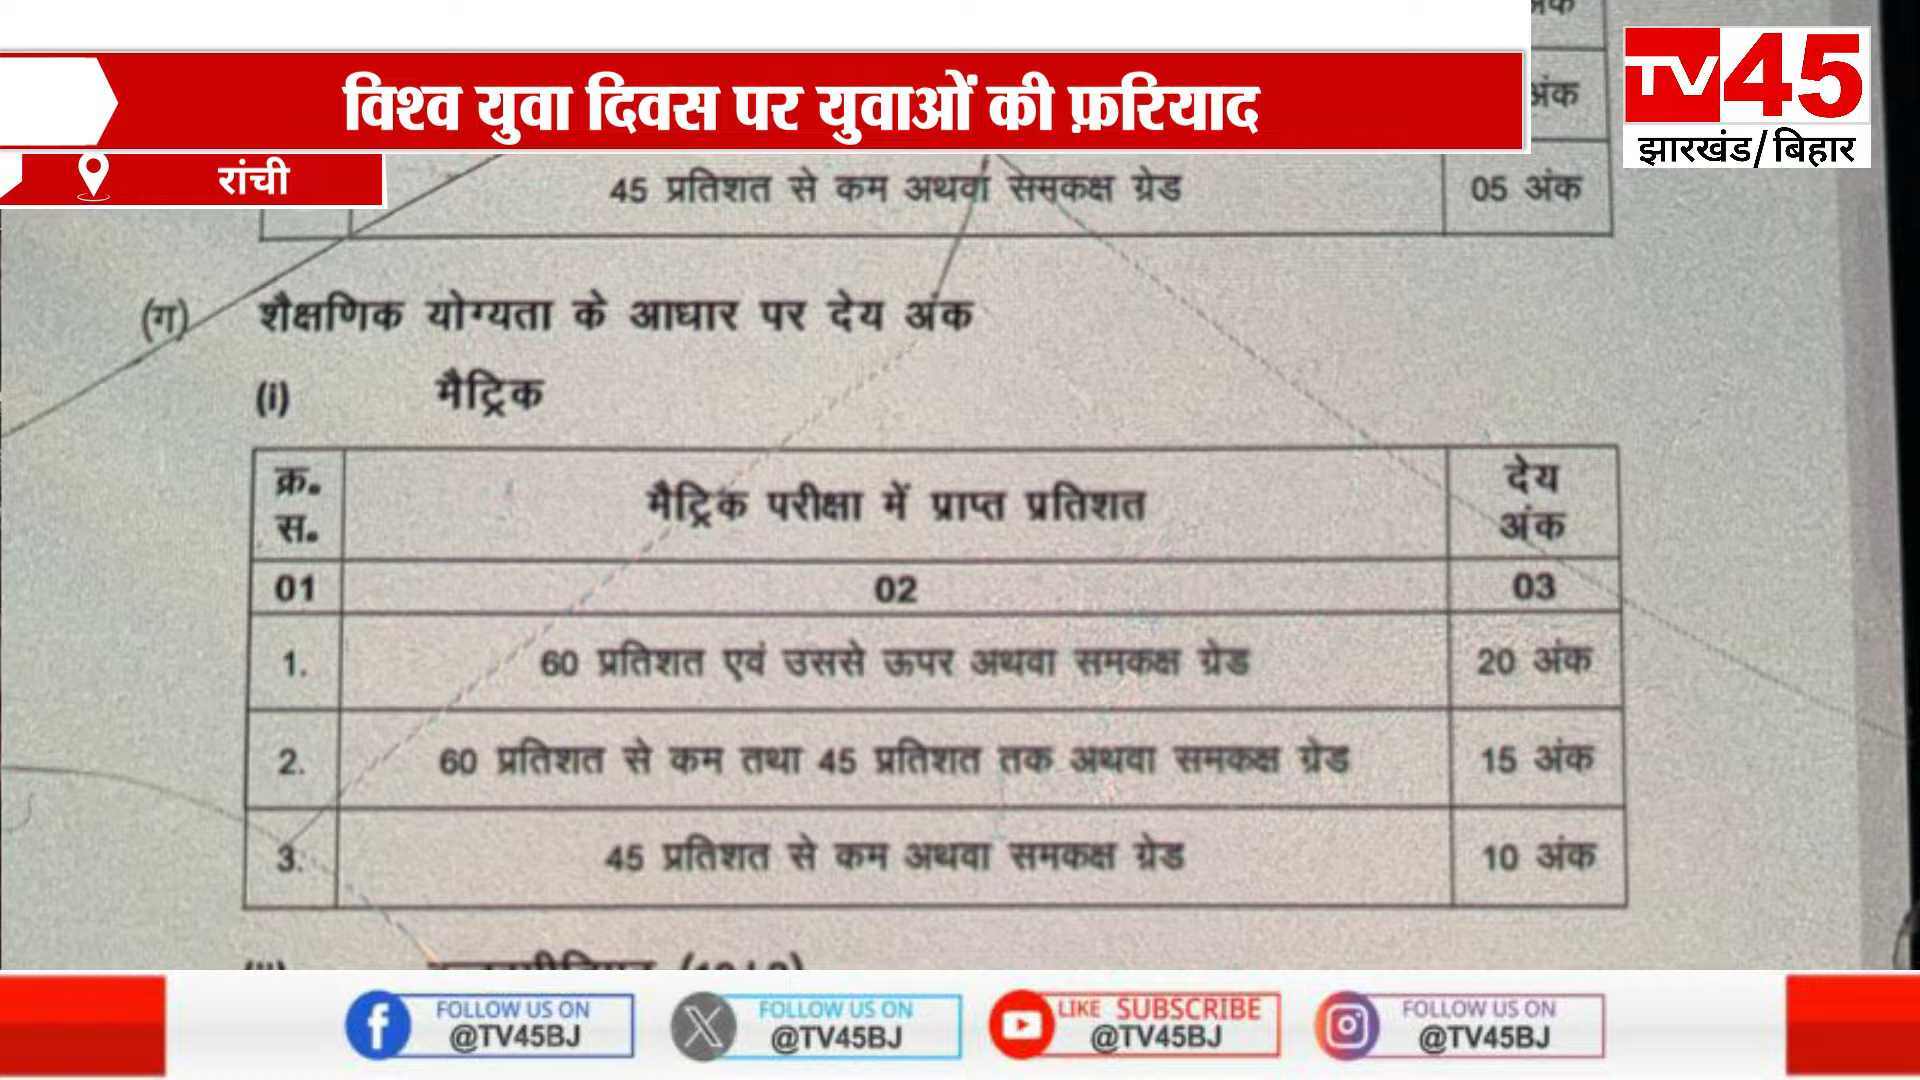 विश्व युवा दिवस पर युवाओं की फ़रियाद
रांची
TV45
झारखंड/बिहार
अंक
45 प्रतिशत से कम अथवा समकक्ष ग्रेड 05 अंक
(ग) शैक्षणिक योग्यता के आधार पर देय अंक
(i) मैट्रिक
क्र. स. मैट्रिक परीक्षा में प्राप्त प्रतिशत देय अंक
01 02 03
1. 60 प्रतिशत एवं उससे ऊपर अथवा समकक्ष ग्रेड 20 अंक
2. 60 प्रतिशत से कम तथा 45 प्रतिशत तक अथवा समकक्ष ग्रेड 15 अंक
3. 45 प्रतिशत से कम अथवा समकक्ष ग्रेड 10 अंक
FOLLOW US ON
@TV45BJ
FOLLOW US ON
@TV45BJ
LIKE SUBSCRIBE
@TV45BJ
FOLLOW US ON
@TV45BJ